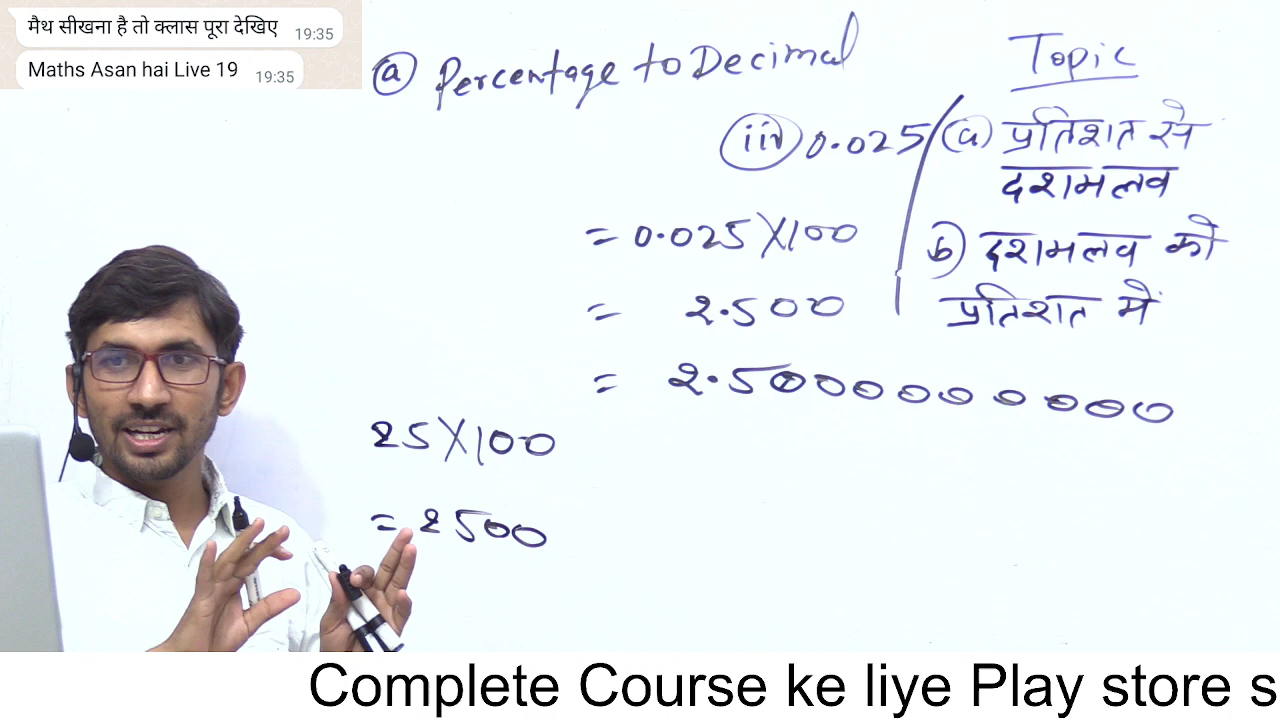 मैथ सीखना है तो क्लास पूरा देखिए 19:35
Maths Asan hai Live 19 19:35
(a) Percentage to Decimal
Topic
(a) प्रतिशत से
दशमलव
(b) दशमलव को
प्रतिशत में
(iii) 0.025
= 0.025 X 100
= 2.500
= 2.50000000000
25 X 100
= 2500
Complete Course ke liye Play store s